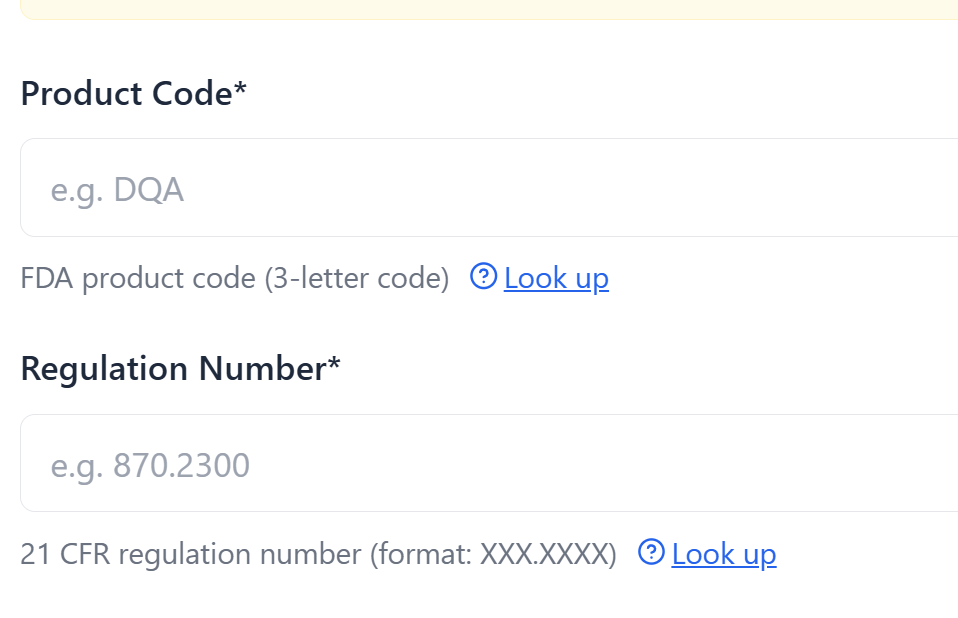 Product Code*
e.g. DQA
FDA product code (3-letter code) Look up
Regulation Number*
e.g. 870.2300
21 CFR regulation number (format: XXX.XXXX) Look up